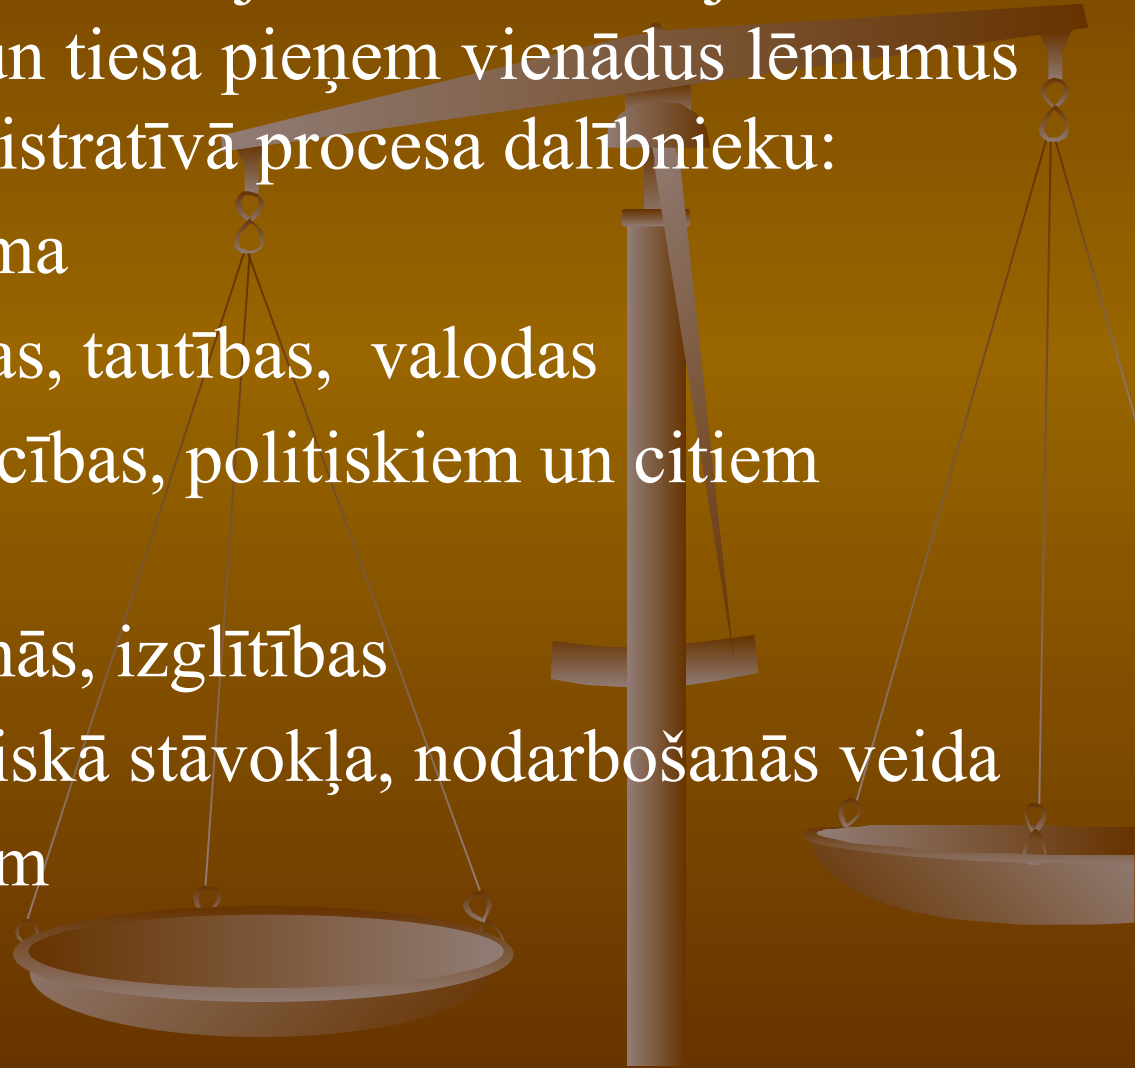 un tiesa pieņem vienādus lēmumus
istratīvā procesa dalībnieku:
ma
as, tautības, valodas
cības, politiskiem un citiem
nās, izglītības
iskā stāvokļa, nodarbošanās veida
m